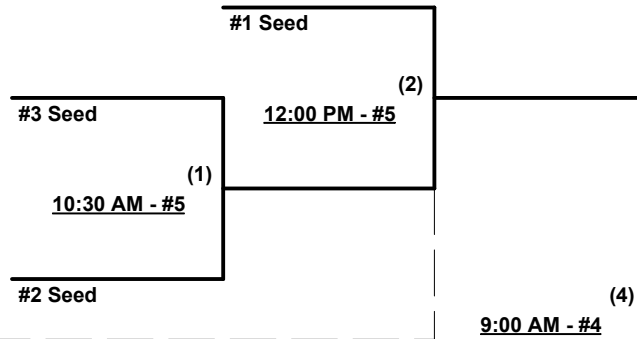 #1 Seed
(2)
#3 Seed
12:00 PM - #5
(1)
10:30 AM - #5
#2 Seed
(4)
9:00 AM - #4